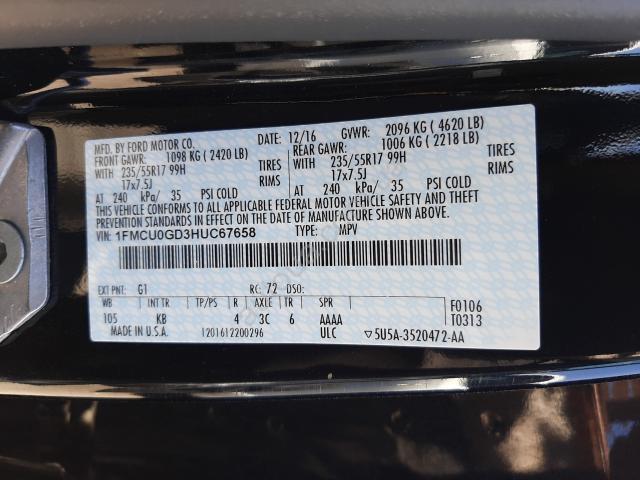 MFD. BY FORD MOTOR CO. DATE: 12/16 GVWR: 2096 KG ( 4620 LB)
FRONT GAWR: 1098 KG ( 2420 LB) REAR GAWR: 1006 KG ( 2218 LB)
WITH 235/55R17 99H TIRES WITH 235/55R17 99H TIRES
17x7.5J RIMS 17x7.5J RIMS
AT 240 kPa/ 35 PSI COLD AT 240 kPa/ 35 PSI COLD
THIS VEHICLE CONFORMS TO ALL APPLICABLE FEDERAL MOTOR VEHICLE SAFETY AND THEFT
PREVENTION STANDARDS IN EFFECT ON THE DATE OF MANUFACTURE SHOWN ABOVE.
VIN: 1FMCU0GD3HUC67658 TYPE: MPV
EXT PNT: G1 RC: 72 DSO:
WB INT TR TP/PS R AXLE TR SPR F0106
105 KB 4 3C 6 AAAA T0313
MADE IN U.S.A. 1201612200296 ULC ▽5U5A-3520472-AA